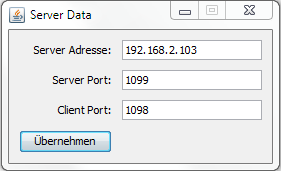 Server Data
Server Adresse: 192.168.2.103
Server Port: 1099
Client Port: 1098
Übernehmen